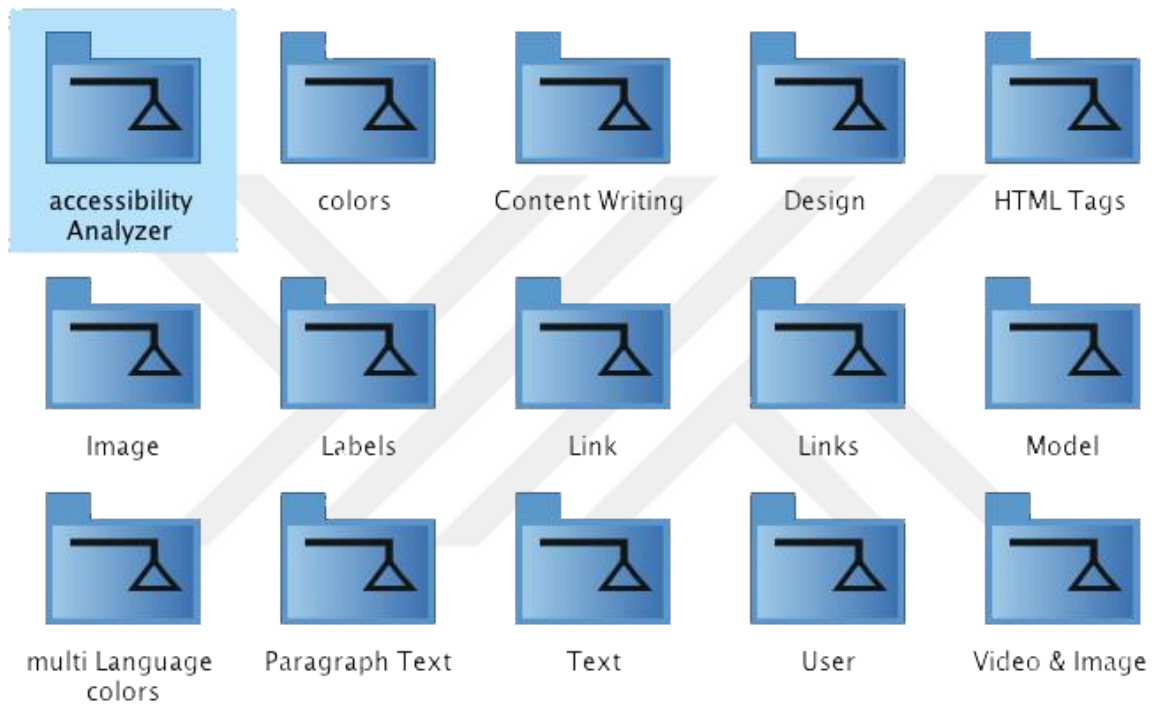 accessibility
Analyzer
colors
Content Writing
Design
HTML Tags
Image
Labels
Link
Links
Model
multi Language
colors
Paragraph Text
Text
User
Video & Image